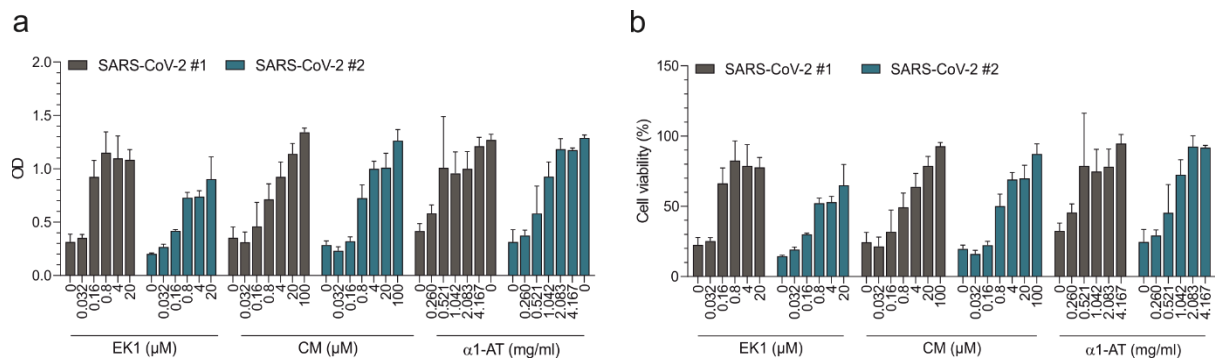 a
SARS-CoV-2 #1 SARS-CoV-2 #2
2.0
1.5
1.0
0.5
0.0
OD
0 0.032 0.16 0.8 4 20 0 0.032 0.16 0.8 4 20 0 0.032 0.16 0.8 4 20 100 0 0.032 0.16 0.8 4 20 100 0 0.260 0.521 1.042 2.083 4.167 0 0 0.260 0.521 1.042 2.083 4.167 0
EK1 (µM) CM (µM) α1-AT (mg/ml)
b
SARS-CoV-2 #1 SARS-CoV-2 #2
150
100
50
0
Cell viability (%)
0 0.032 0.16 0.8 4 20 0 0.032 0.16 0.8 4 20 0 0.032 0.16 0.8 4 20 100 0 0.032 0.16 0.8 4 20 100 0 0.260 0.521 1.042 2.083 4.167 0 0.260 0.521 1.042 2.083 4.167
EK1 (µM) CM (µM) α1-AT (mg/ml)